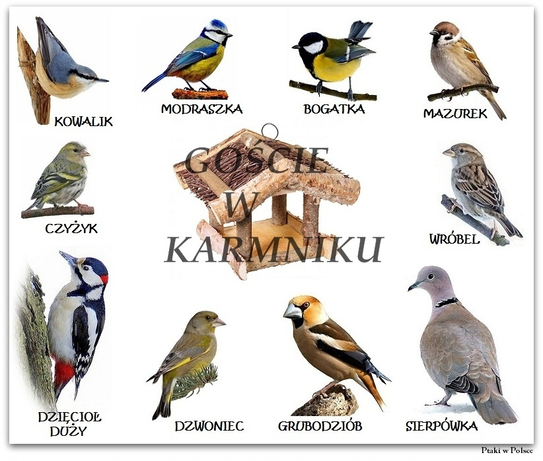 KOWALIK
MODRASZKA
BOGATKA
MAZUREK
GOŚCIE
W
KARMNIKU
CZYŻYK
WRÓBEL
DZIĘCIOŁ
DUŻY
DZWONIEC
GRUBODZIÓB
SIERPÓWKA
Ptaki w Polsce